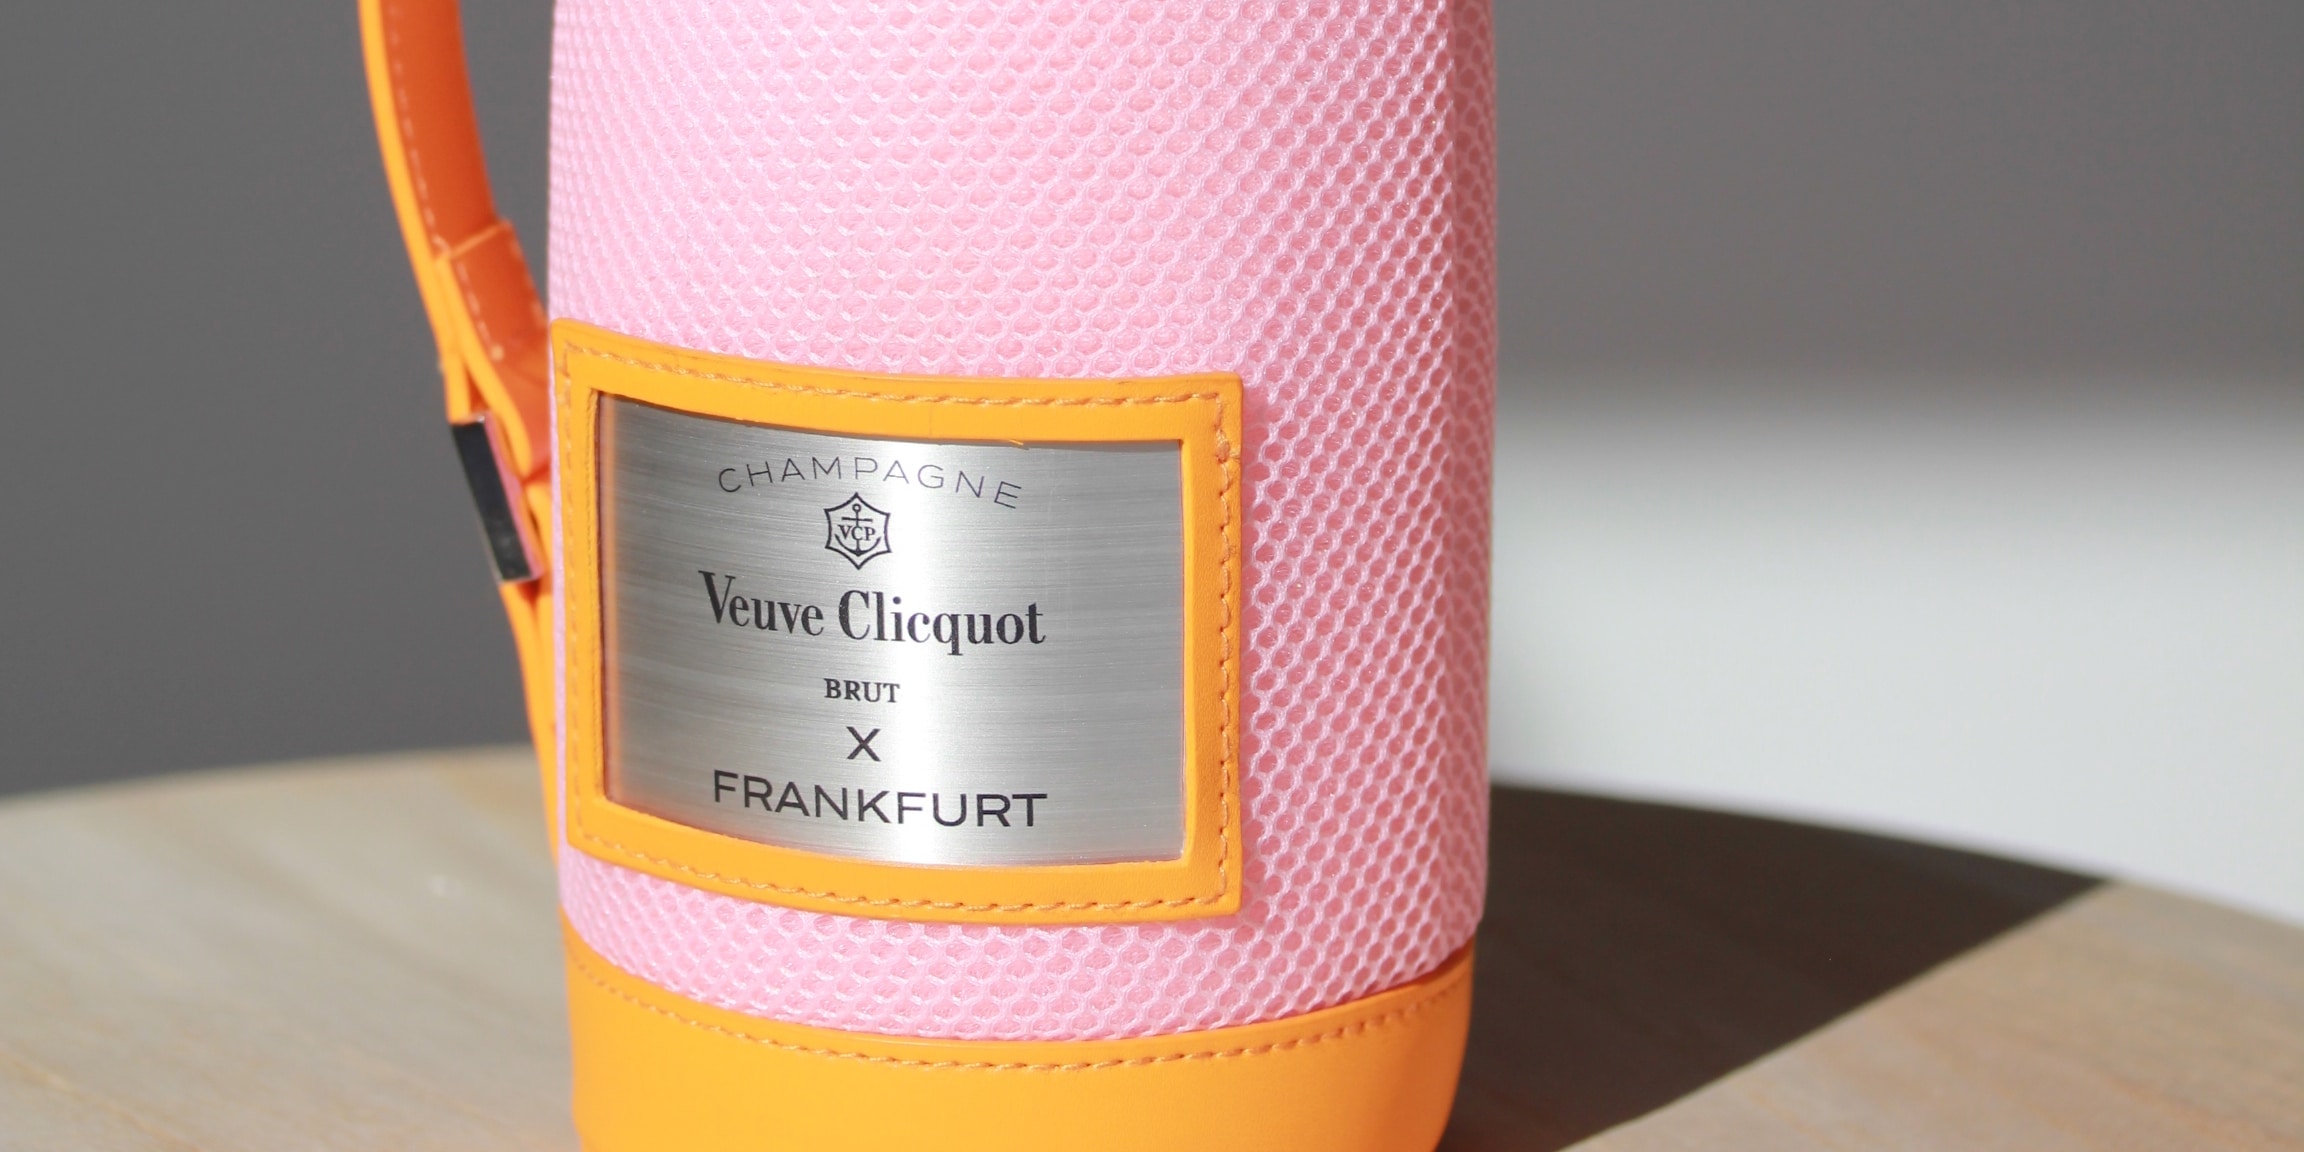 CHAMPAGNE
VCP
Veuve Clicquot
BRUT
X
FRANKFURT